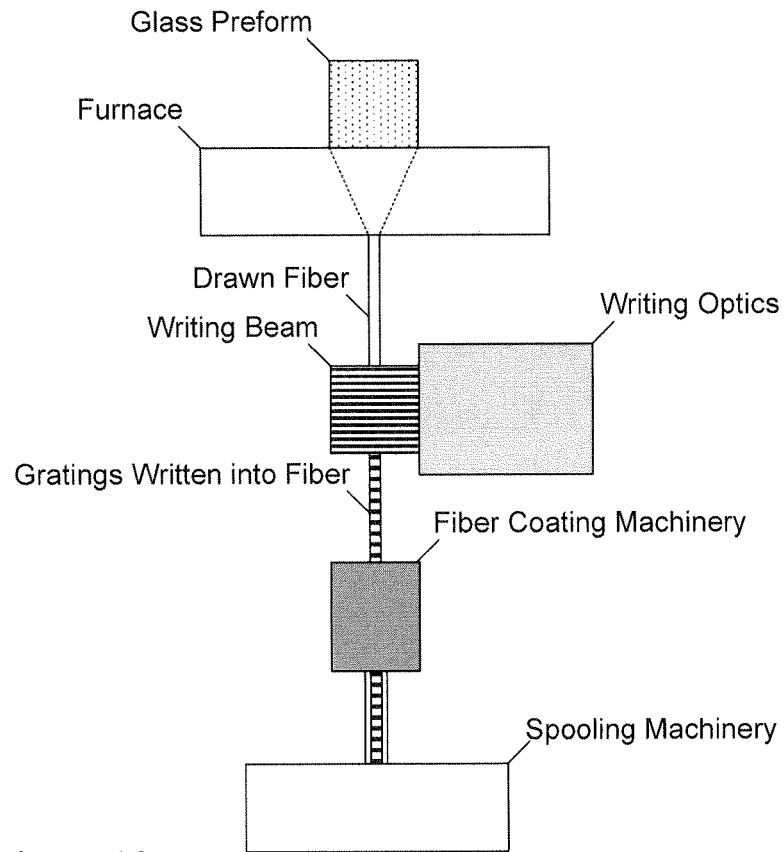 Glass Preform
Furnace
Drawn Fiber
Writing Optics
Writing Beam
Gratings Written into Fiber
Fiber Coating Machinery
Spooling Machinery